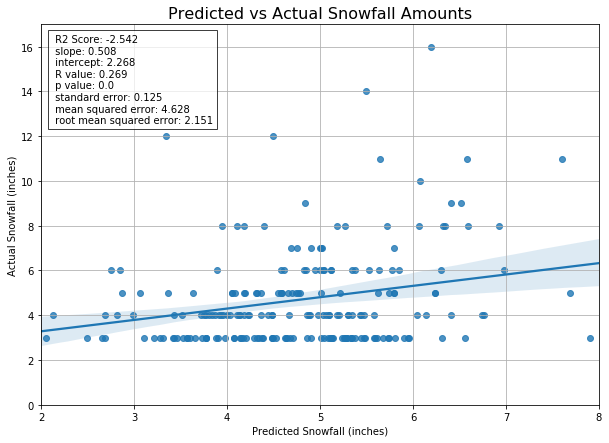 Predicted vs Actual Snowfall Amounts
R2 Score: -2.542
slope: 0.508
intercept: 2.268
R value: 0.269
p value: 0.0
standard error: 0.125
mean squared error: 4.628
root mean squared error: 2.151
Actual Snowfall (inches)
16
14
12
10
8
6
4
2
0
2 3 4 5 6 7 8
Predicted Snowfall (inches)